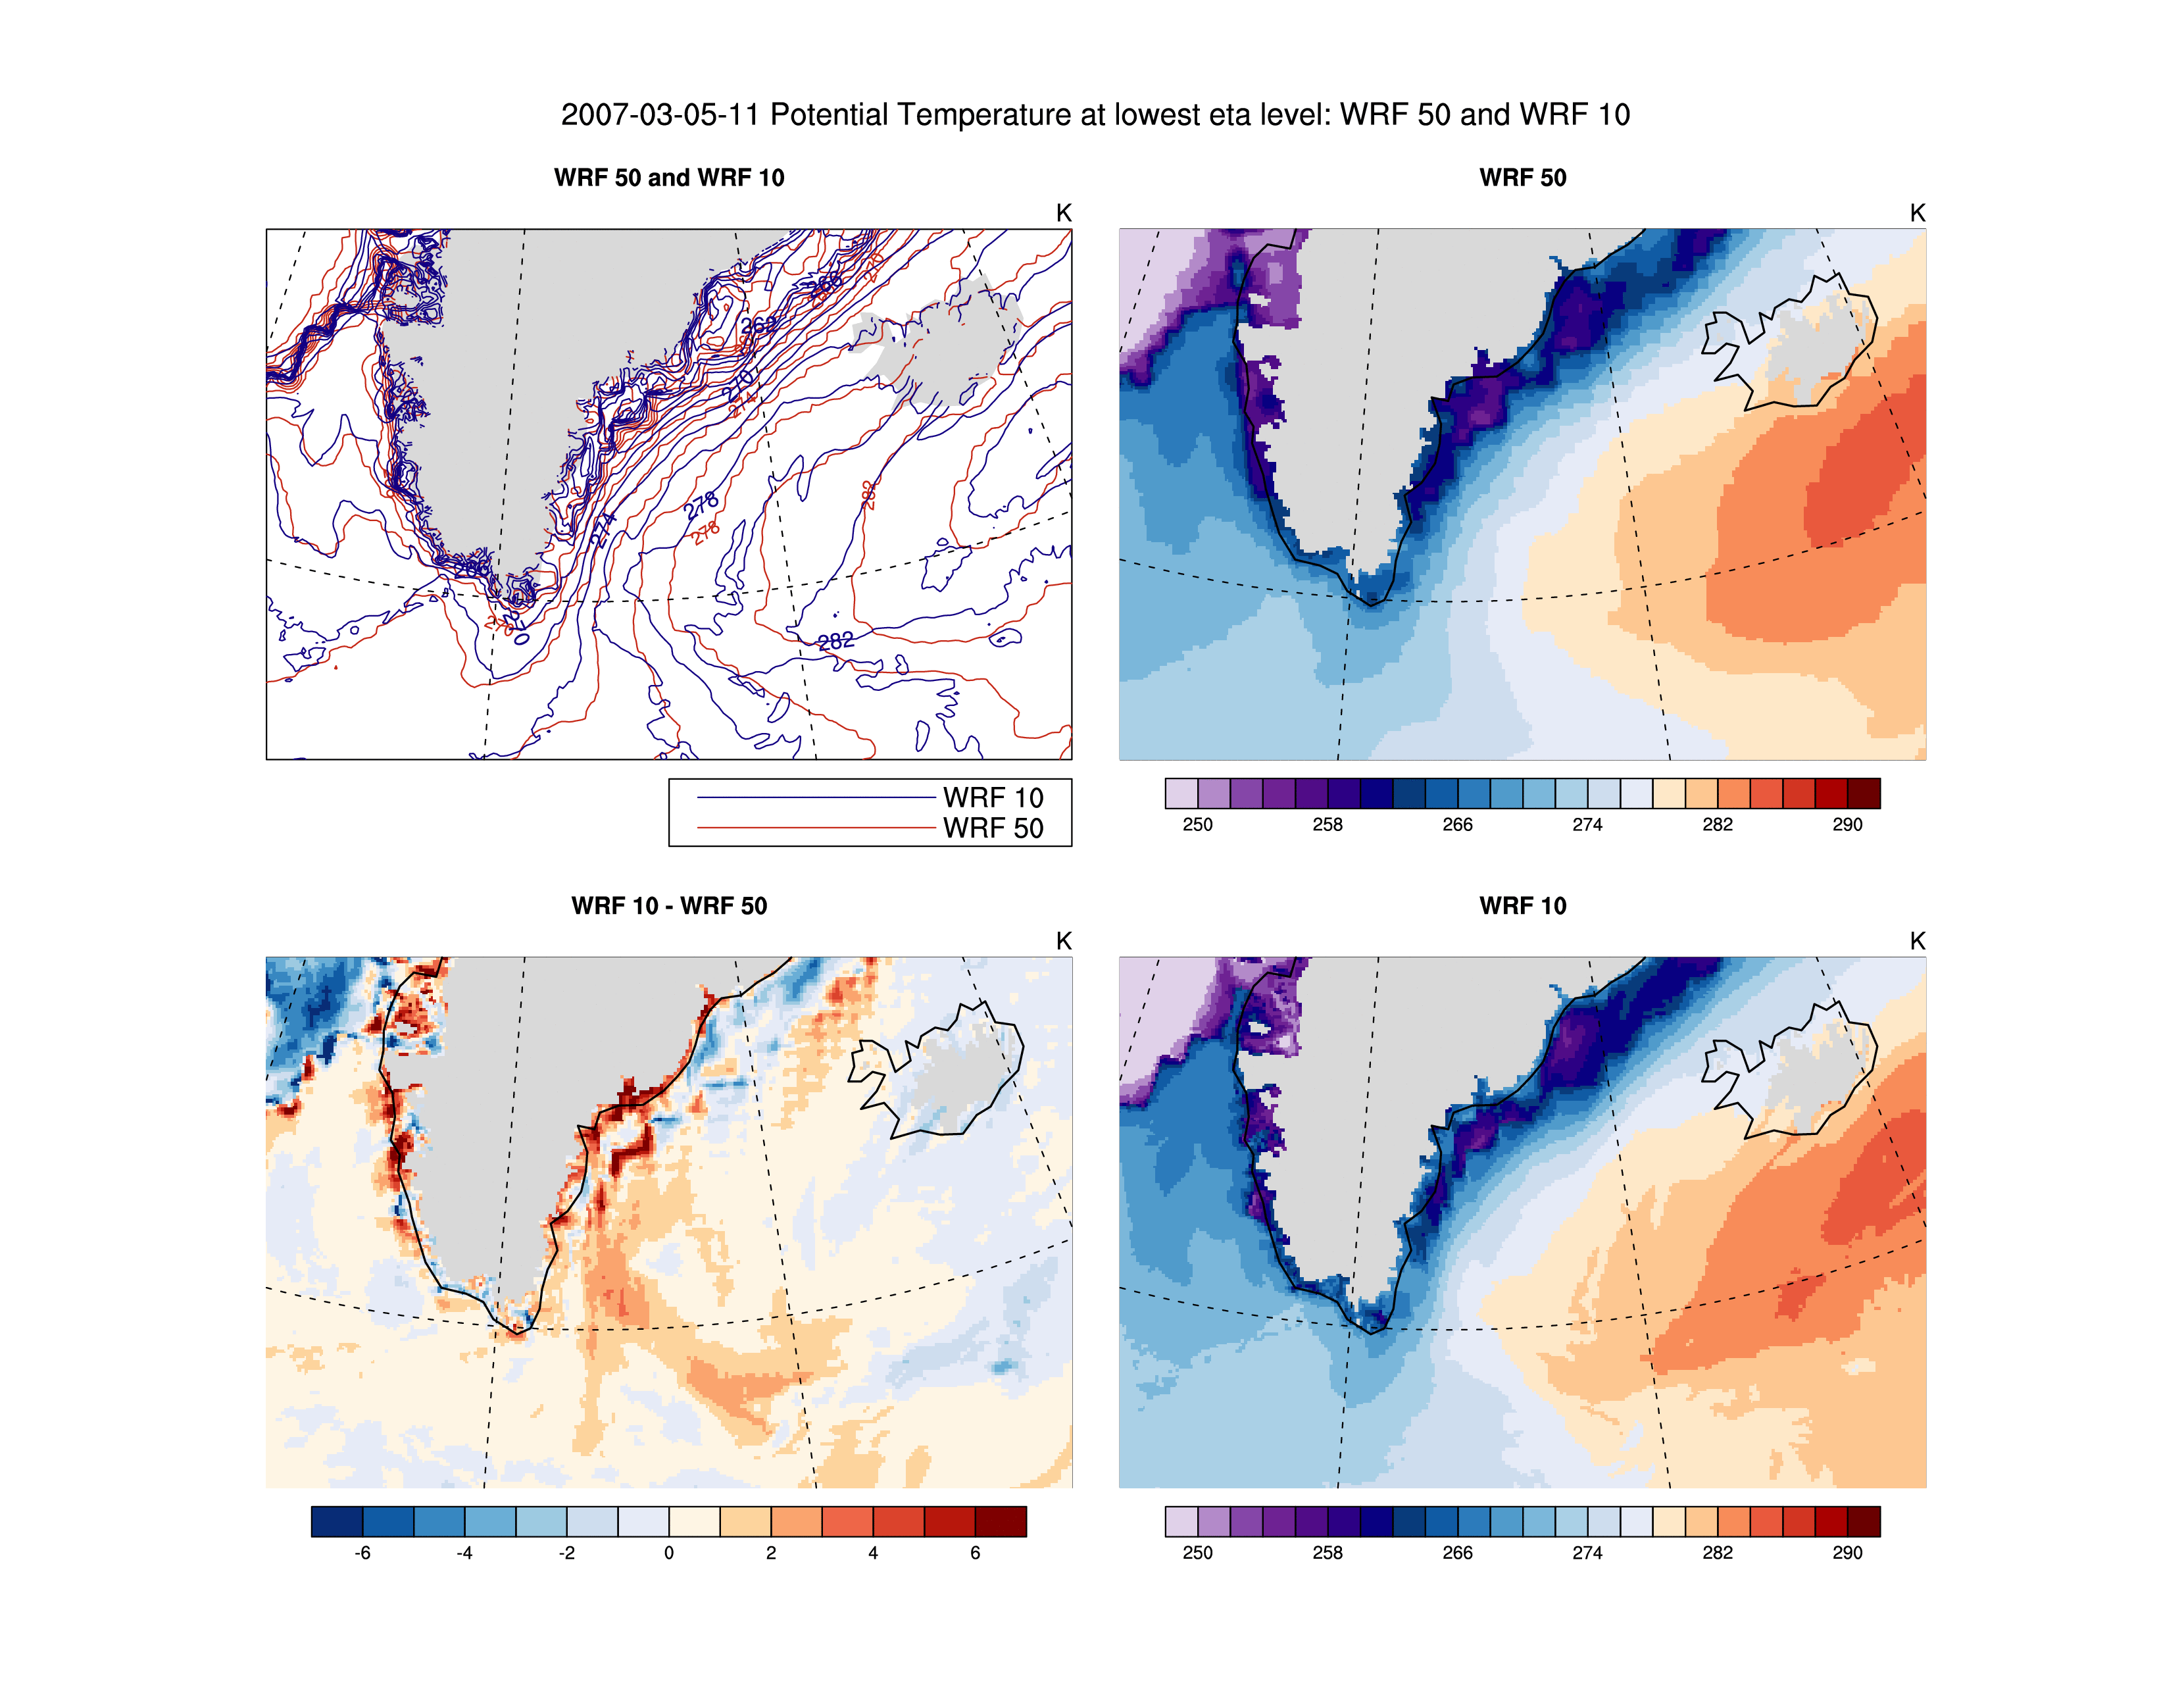 2007-03-05-11 Potential Temperature at lowest eta level: WRF 50 and WRF 10
WRF 50 and WRF 10
K
262
270
278
278
274
282
282
WRF 10
WRF 50
WRF 50
K
250 258 266 274 282 290
WRF 10 - WRF 50
K
-6 -4 -2 0 2 4 6
WRF 10
K
250 258 266 274 282 290